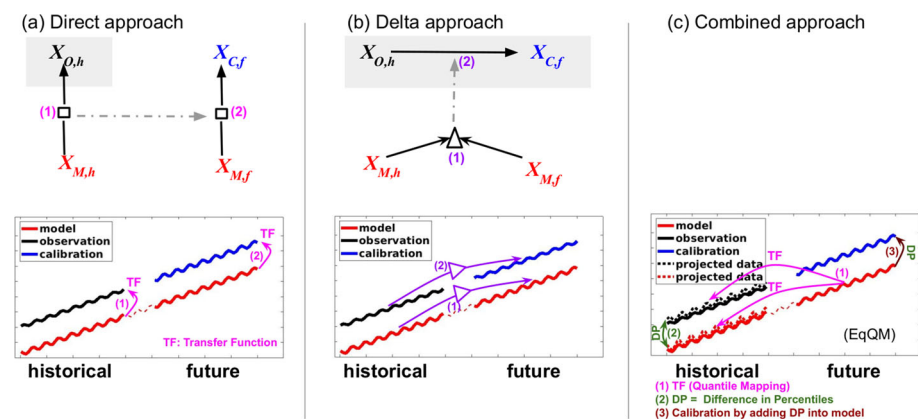 (a) Direct approach
X_{O,h}
X_{C,f}
(1)
(2)
X_{M,h}
X_{M,f}
model
observation
calibration
TF
(1)
TF
(2)
TF: Transfer Function
historical
future
(b) Delta approach
X_{O,h}
X_{C,f}
(2)
(1)
X_{M,h}
X_{M,f}
model
observation
calibration
(2)
(1)
historical
future
(c) Combined approach
model
observation
calibration
projected data
projected data
TF
TF
(1)
(3)
DP
DP
(2)
(EqQM)
historical
future
(1) TF (Quantile Mapping)
(2) DP = Difference in Percentiles
(3) Calibration by adding DP into model